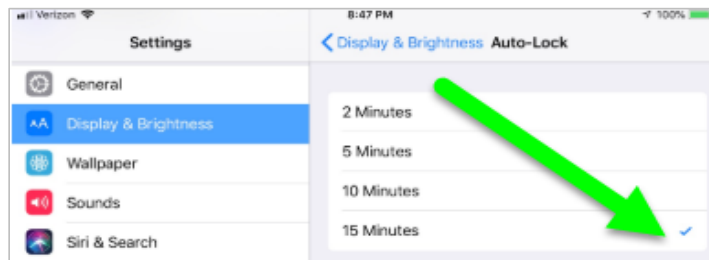 Verizon
8:47 PM
100%
Settings
Display & Brightness
Auto-Lock
General
Display & Brightness
Wallpaper
Sounds
Siri & Search
2 Minutes
5 Minutes
10 Minutes
15 Minutes